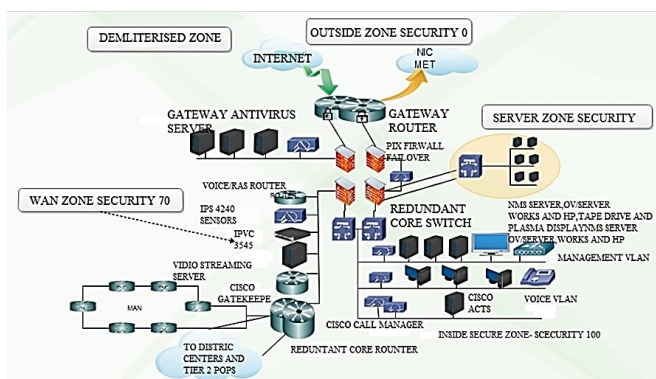 DEMLITERISED ZONE
OUTSIDE ZONE SECURITY 0
INTERNET
NIC
MET
GATEWAY ANTIVIRUS
SERVER
GATEWAY
ROUTER
SERVER ZONE SECURITY
PIX FIRWALL
FAILOVER
WAN ZONE SECURITY 70
VOICE/RAS ROUTER
IPS 4240
SENSORS
IPVC
3545
REDUNDANT
CORE SWITCH
NMS SERVER,OV/SERVER
WORKS AND HP,TAPE DRIVE AND
PLASMA DISPLAYNMS SERVER
OV/SERVER,WORKS AND HP
MANAGEMENT VLAN
VIDIO STREAMING
SERVER
CISCO
GATEKEEPE
MAN
CISCO
ACTS
VOICE VLAN
CISCO CALL MANAGER
INSIDE SECURE ZONE- SCECURITY 100
TO DISTRIC
CENTERS AND
TIER 2 POPS
REDUNTANT CORE ROUNTER